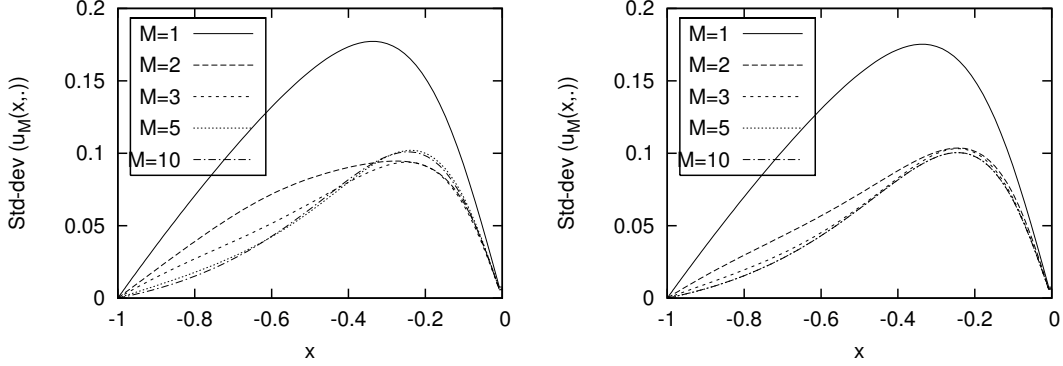 0.2
0.15
0.1
0.05
0
Std-dev (u_M(x,.))
M=1
M=2
M=3
M=5
M=10
-1 -0.8 -0.6 -0.4 -0.2 0
x
0.2
0.15
0.1
0.05
0
Std-dev (u_M(x,.))
M=1
M=2
M=3
M=5
M=10
-1 -0.8 -0.6 -0.4 -0.2 0
x